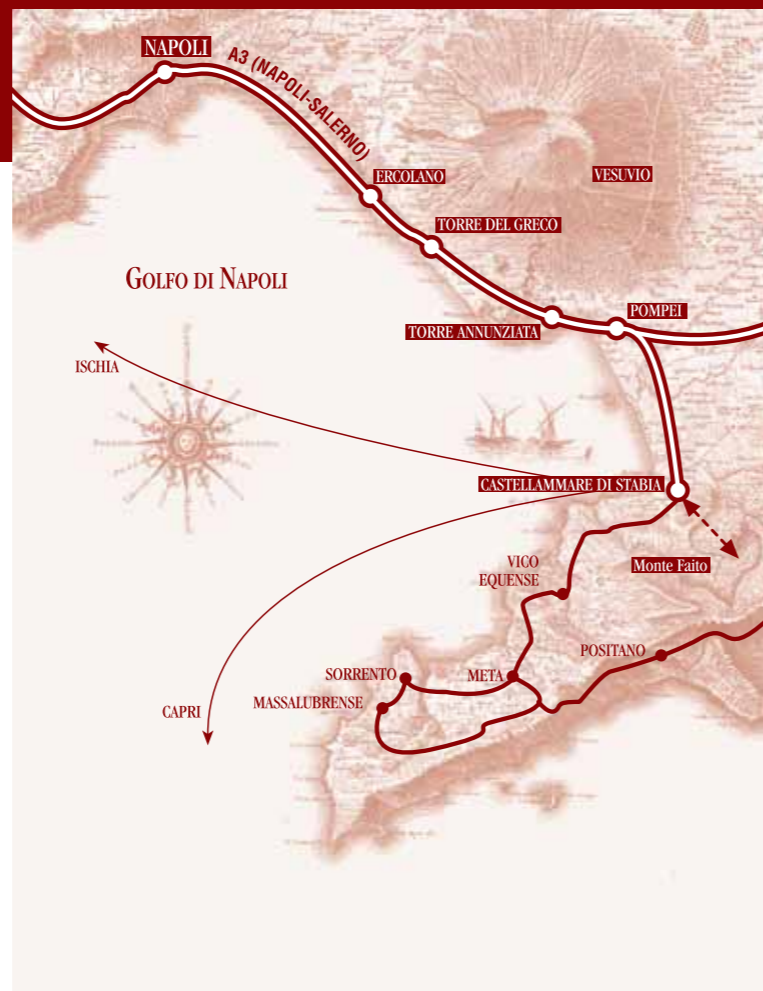 NAPOLI
A3 (NAPOLI-SALERNO)
ERCOLANO
VESUVIO
TORRE DEL GRECO
GOLFO DI NAPOLI
POMPEI
TORRE ANNUNZIATA
ISCHIA
CASTELLAMMARE DI STABIA
VICO
EQUENSE
Monte Faito
POSITANO
SORRENTO
META
MASSALUBRENSE
CAPRI